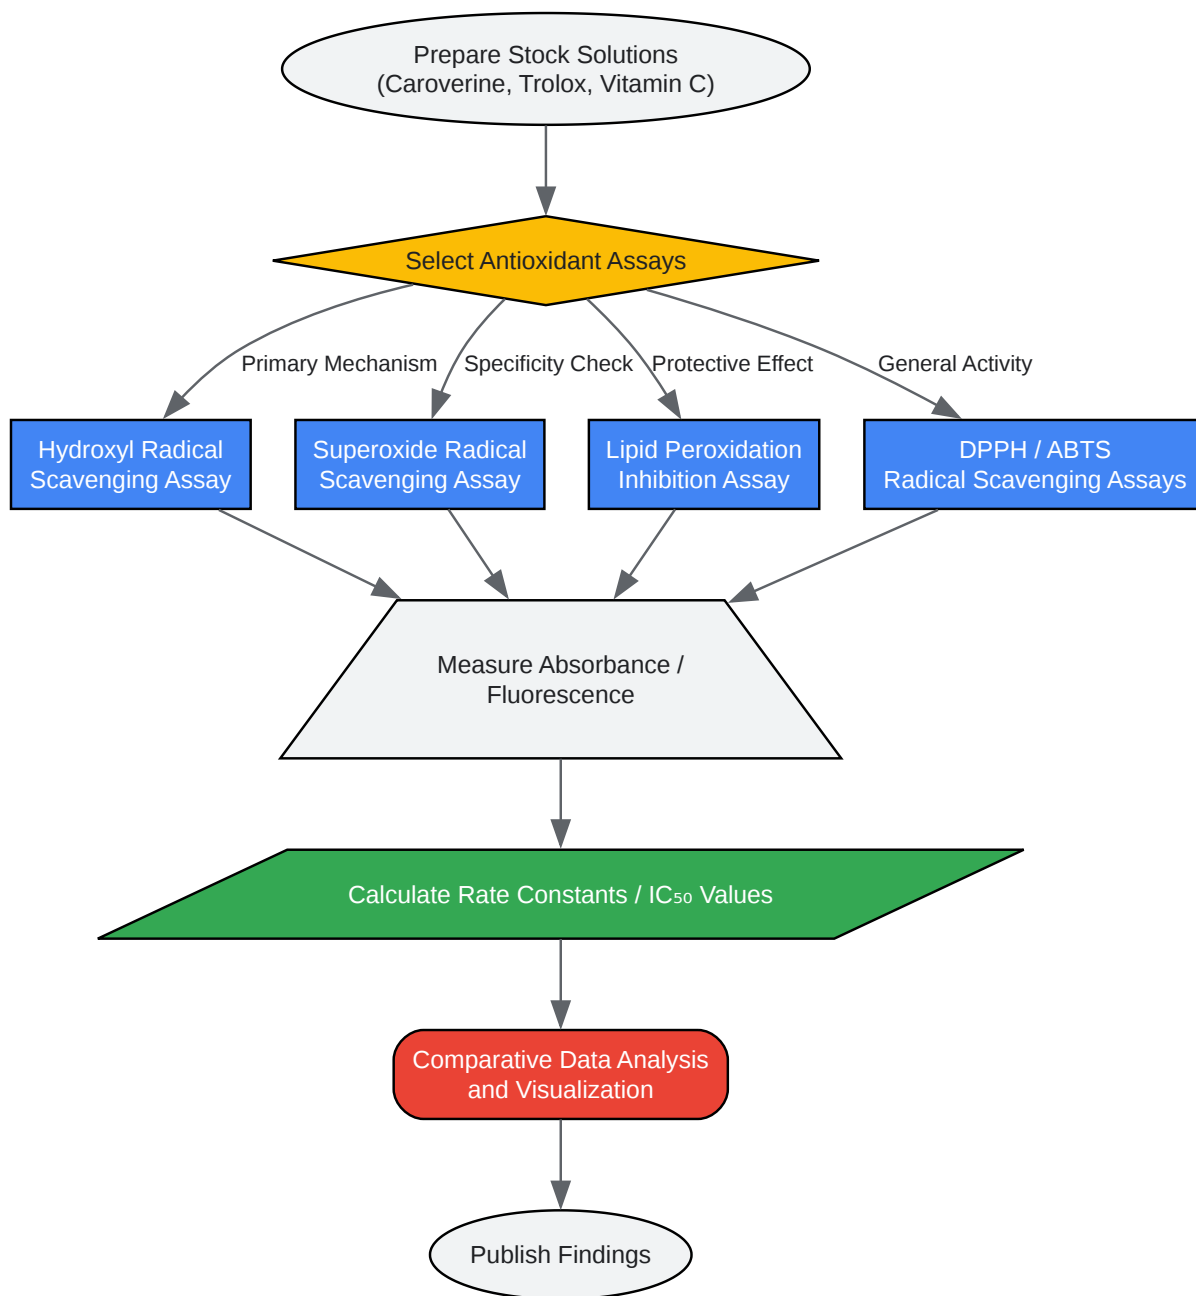 Prepare Stock Solutions
(Caroverine, Trolox, Vitamin C)
Select Antioxidant Assays
Primary Mechanism
Specificity Check
Protective Effect
General Activity
Hydroxyl Radical
Scavenging Assay
Superoxide Radical
Scavenging Assay
Lipid Peroxidation
Inhibition Assay
DPPH / ABTS
Radical Scavenging Assays
Measure Absorbance /
Fluorescence
Calculate Rate Constants / IC₅₀ Values
Comparative Data Analysis
and Visualization
Publish Findings